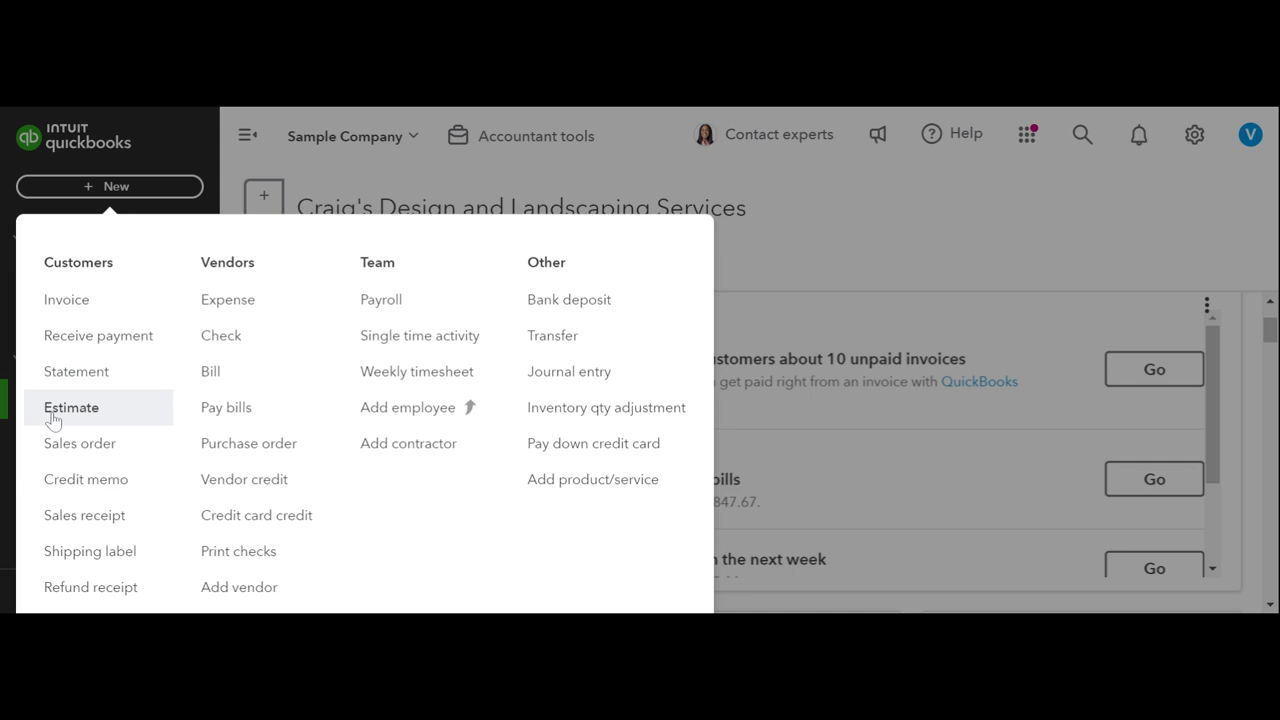 INTUIT
qb quickbooks
Sample Company
Accountant tools
Contact experts
Help
V
+ New
+
Craig's Design and Landscaping Services
Customers
Invoice
Receive payment
Statement
Estimate
Sales order
Credit memo
Sales receipt
Shipping label
Refund receipt
Vendors
Expense
Check
Bill
Pay bills
Purchase order
Vendor credit
Credit card credit
Print checks
Add vendor
Team
Payroll
Single time activity
Weekly timesheet
Add employee
Add contractor
Other
Bank deposit
Transfer
Journal entry
Inventory qty adjustment
Pay down credit card
Add product/service
stomers about 10 unpaid invoices
get paid right from an invoice with QuickBooks
Go
bills
847.67.
Go
n the next week
Go